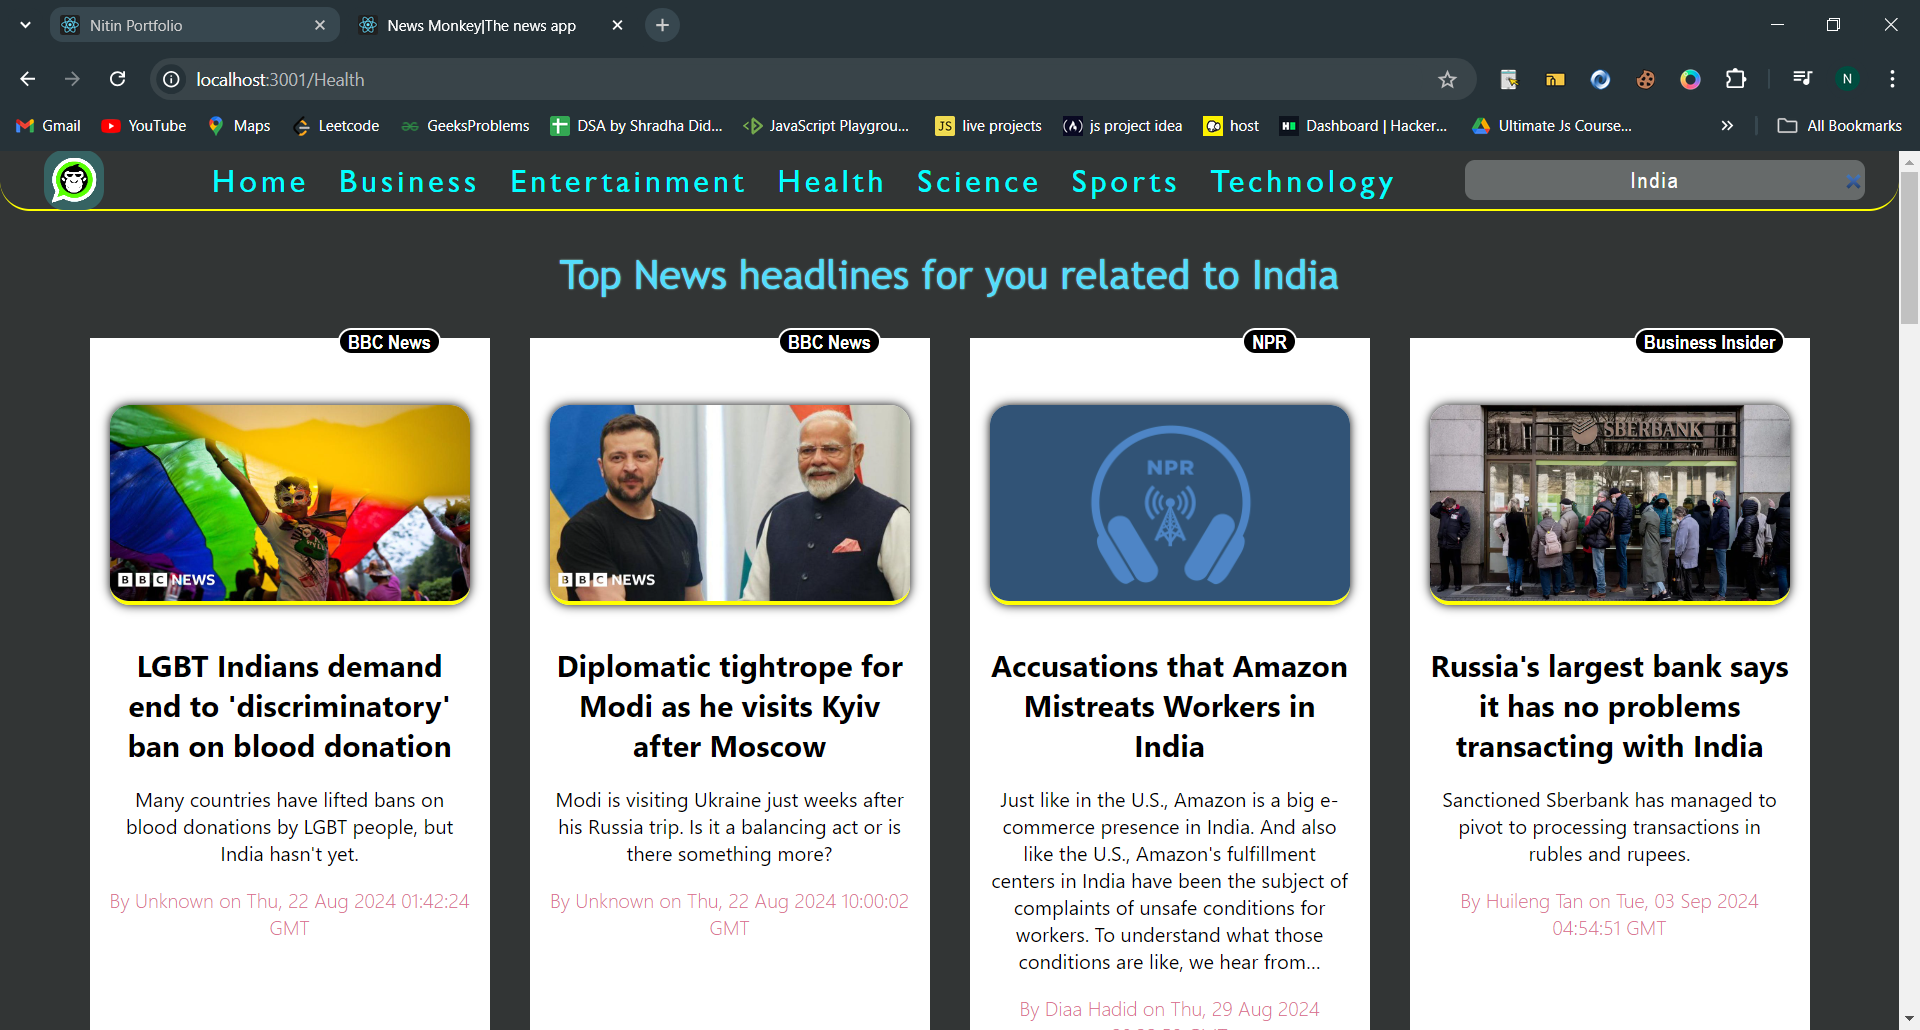 Nitin Portfolio
News Monkey|The news app
localhost:3001/Health
N
Gmail
YouTube
Maps
Leetcode
GeeksProblems
DSA by Shradha Did...
JavaScript Playgrou...
JS live projects
js project idea
host
Dashboard | Hacker...
Ultimate Js Course...
All Bookmarks
Home
Business
Entertainment
Health
Science
Sports
Technology
India
Top News headlines for you related to India
BBC News
BBC NEWS
LGBT Indians demand
end to 'discriminatory'
ban on blood donation
Many countries have lifted bans on
blood donations by LGBT people, but
India hasn't yet.
By Unknown on Thu, 22 Aug 2024 01:42:24
GMT
BBC News
BBC NEWS
Diplomatic tightrope for
Modi as he visits Kyiv
after Moscow
Modi is visiting Ukraine just weeks after
his Russia trip. Is it a balancing act or is
there something more?
By Unknown on Thu, 22 Aug 2024 10:00:02
GMT
NPR
NPR
Accusations that Amazon
Mistreats Workers in
India
Just like in the U.S., Amazon is a big e-
commerce presence in India. And also
like the U.S., Amazon's fulfillment
centers in India have been the subject of
complaints of unsafe conditions for
workers. To understand what those
conditions are like, we hear from...
By Diaa Hadid on Thu, 29 Aug 2024
Business Insider
SBERBANK
Russia's largest bank says
it has no problems
transacting with India
Sanctioned Sberbank has managed to
pivot to processing transactions in
rubles and rupees.
By Huileng Tan on Tue, 03 Sep 2024
04:54:51 GMT